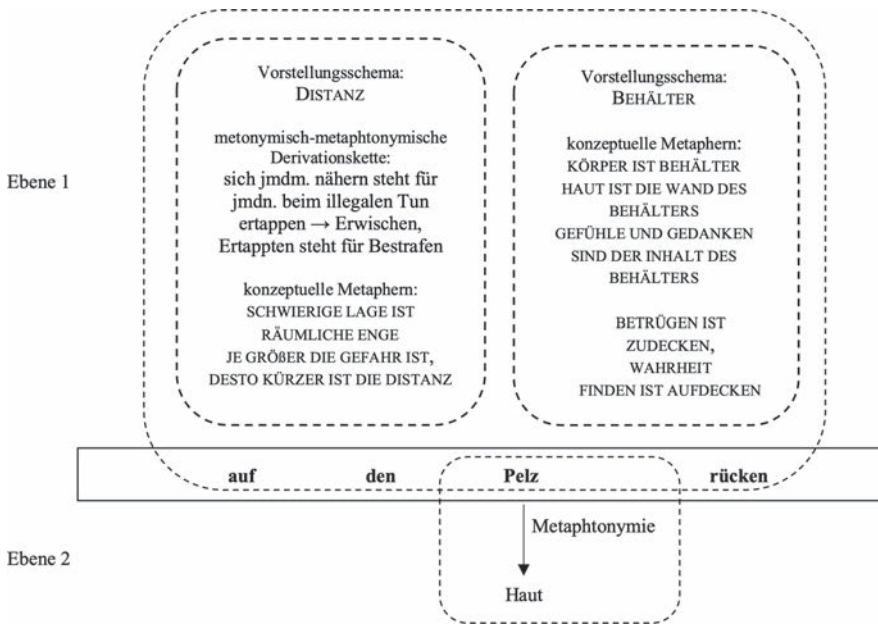 Vorstellungsschema:
DISTANZ
metonymisch-metaphtonymische
Derivationskette:
sich jmdm. nähern steht für
jmdn. beim illegalen Tun
ertappen → Erwischen,
Ertappten steht für Bestrafen
konzeptuelle Metaphern:
SCHWIERIGE LAGE IST
RÄUMLICHE ENGE
JE GRÖßER DIE GEFAHR IST,
DESTO KÜRZER IST DIE DISTANZ
Vorstellungsschema:
BEHÄLTER
konzeptuelle Metaphern:
KÖRPER IST BEHÄLTER
HAUT IST DIE WAND DES
BEHÄLTERS
GEFÜHLE UND GEDANKEN
SIND DER INHALT DES
BEHÄLTERS
BETRÜGEN IST
ZUDECKEN,
WAHRHEIT
FINDEN IST AUFDECKEN
Ebene 1
auf den Pelz rücken
Metaphtonymie
Ebene 2
Haut